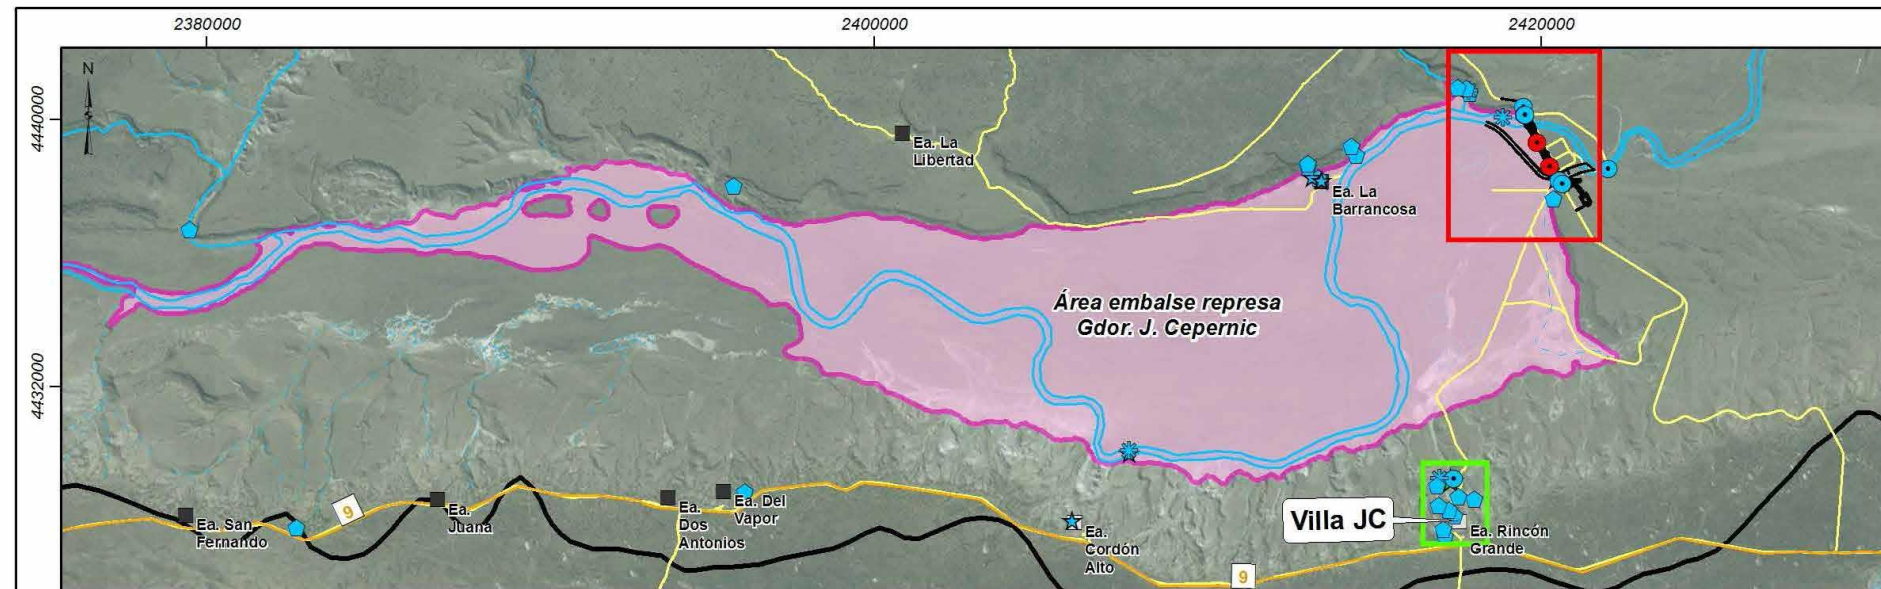 2380000
2400000
2420000
N
4440000
4432000
Ea. La
Libertad
Ea. La
Barrancosa
Área embalse represa
Gdor. J. Cepernic
9
Ea. San
Fernando
Ea.
Juana
Ea.
Dos
Antonios
Ea. Del
Vapor
Ea.
Cordón
Alto
Villa JC
Ea. Rincón
Grande
9